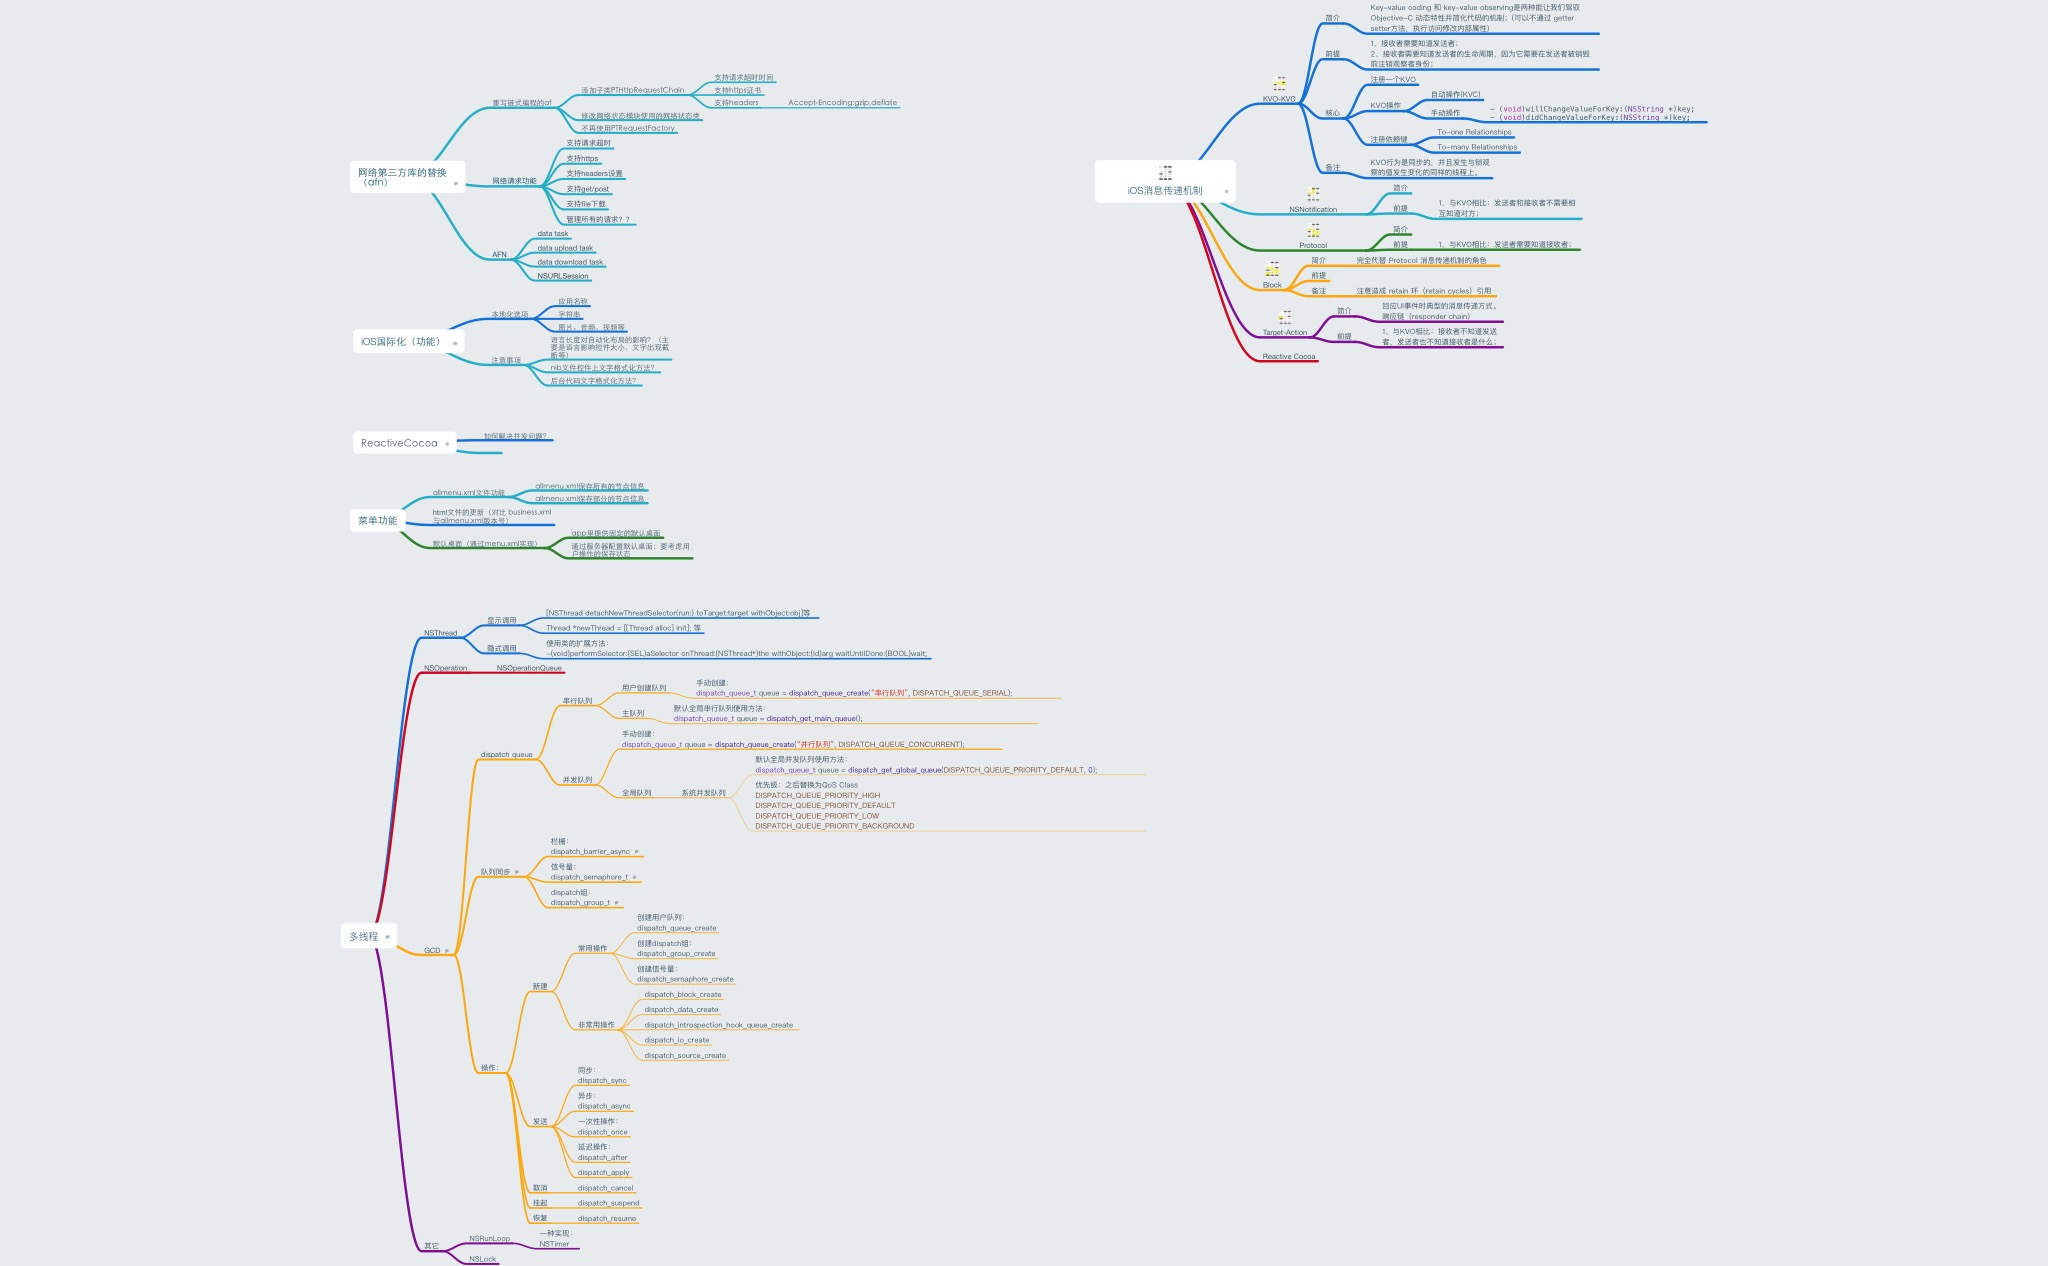 网络第三方库的替换
（afn）
重写链式编程的af
添加子类PTHttpRequestChain
支持请求超时时间
支持https证书
支持headers
Accept-Encoding:gzip,deflate
修改网络状态模块使用的网络状态类
不再使用PTRequestFactory
网络请求功能
支持请求超时
支持https
支持headers设置
支持get/post
支持file下载
管理所有的请求？？
AFN
data task
data upload task
data download task
NSURLSession
iOS国际化（功能）
本地化选项
应用名称
字符串
图片、音频、视频等
注意事项
语言长度对自动化布局的影响？（主
要是语言影响控件大小、文字出现截
断等）
nib文件控件上文字格式化方法？
后台代码文字格式化方法？
ReactiveCocoa
如何解决并发问题？
菜单功能
allmenu.xml文件功能
allmenu.xml保存所有的节点信息
allmenu.xml保存部分的节点信息
html文件的更新（对比 business.xml
与allmenu.xml版本号）
默认桌面（通过menu.xml实现）
app里提供固定的默认桌面
通过服务器配置默认桌面：要考虑用
户操作的保存状态
iOS消息传递机制
KVO-KVC
简介
Key-value coding 和 key-value observing是两种能让我们驾驭
Objective-C 动态特性并简化代码的机制；（可以不通过 getter
setter方法，执行访问修改内部属性）
前提
1、接收者需要知道发送者；
2、接收者需要知道发送者的生命周期，因为它需要在发送者被销毁
前注销观察者身份；
核心
注册一个KVO
KVO操作
自动操作(KVC)
手动操作
- (void)willChangeValueForKey:(NSString *)key;
- (void)didChangeValueForKey:(NSString *)key;
注册依赖键
To-one Relationships
To-many Relationships
备注
KVO行为是同步的，并且发生与锁观
察的值发生变化的同样的线程上。
NSNotification
简介
前提
1、与KVO相比：发送者和接收者不需要相
互知道对方；
Protocol
简介
前提
1、与KVO相比：发送者需要知道接收者；
Block
简介
完全代替 Protocol 消息传递机制的角色
前提
备注
注意造成 retain 环（retain cycles）引用
Target-Action
简介
回应UI事件时典型的消息传递方式。
响应链（responder chain）
前提
1、与KVO相比：接收者不知道发送
者，发送者也不知道接收者是什么；
Reactive Cocoa
多线程
NSThread
显示调用
[NSThread detachNewThreadSelector(run:) toTarget:target withObject:obj]等
Thread *newThread = [[Thread alloc] init]; 等
隐式调用
使用类的扩展方法：
-(void)performSelector:(SEL)aSelector onThread:(NSThread*)the withObject:(id)arg waitUntilDone:(BOOL)wait;
NSOperation
NSOperationQueue
GCD
dispatch queue
串行队列
用户创建队列
手动创建：
dispatch_queue_t queue = dispatch_queue_create("串行队列", DISPATCH_QUEUE_SERIAL);
主队列
默认全局串行队列使用方法：
dispatch_queue_t queue = dispatch_get_main_queue();
并发队列
手动创建：
dispatch_queue_t queue = dispatch_queue_create("并行队列", DISPATCH_QUEUE_CONCURRENT);
全局队列
系统并发队列
默认全局并发队列使用方法：
dispatch_queue_t queue = dispatch_get_global_queue(DISPATCH_QUEUE_PRIORITY_DEFAULT, 0);
优先级：之后替换为QoS Class
DISPATCH_QUEUE_PRIORITY_HIGH
DISPATCH_QUEUE_PRIORITY_DEFAULT
DISPATCH_QUEUE_PRIORITY_LOW
DISPATCH_QUEUE_PRIORITY_BACKGROUND
队列同步
栏栅：
dispatch_barrier_async
信号量：
dispatch_semaphore_t
dispatch组：
dispatch_group_t
操作：
新建
常用操作
创建用户队列：
dispatch_queue_create
创建dispatch组：
dispatch_group_create
创建信号量：
dispatch_semaphore_create
非常用操作
dispatch_block_create
dispatch_data_create
dispatch_introspection_hook_queue_create
dispatch_io_create
dispatch_source_create
发送
同步：
dispatch_sync
异步：
dispatch_async
一次性操作：
dispatch_once
延迟操作：
dispatch_after
dispatch_apply
取消
dispatch_cancel
挂起
dispatch_suspend
恢复
dispatch_resume
其它
NSRunLoop
一种实现：
NSTimer
NSLock